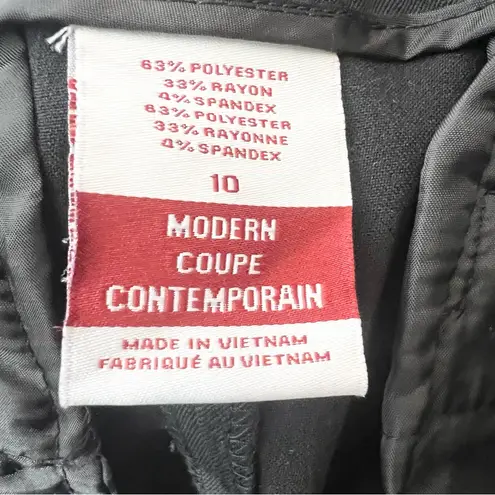 63% POLYESTER
33% RAYON
4% SPANDEX
63% POLYESTER
33% RAYONNE
4% SPANDEX
10
MODERN
COUPE
CONTEMPORAIN
MADE IN VIETNAM
FABRIQUÉ AU VIETNAM